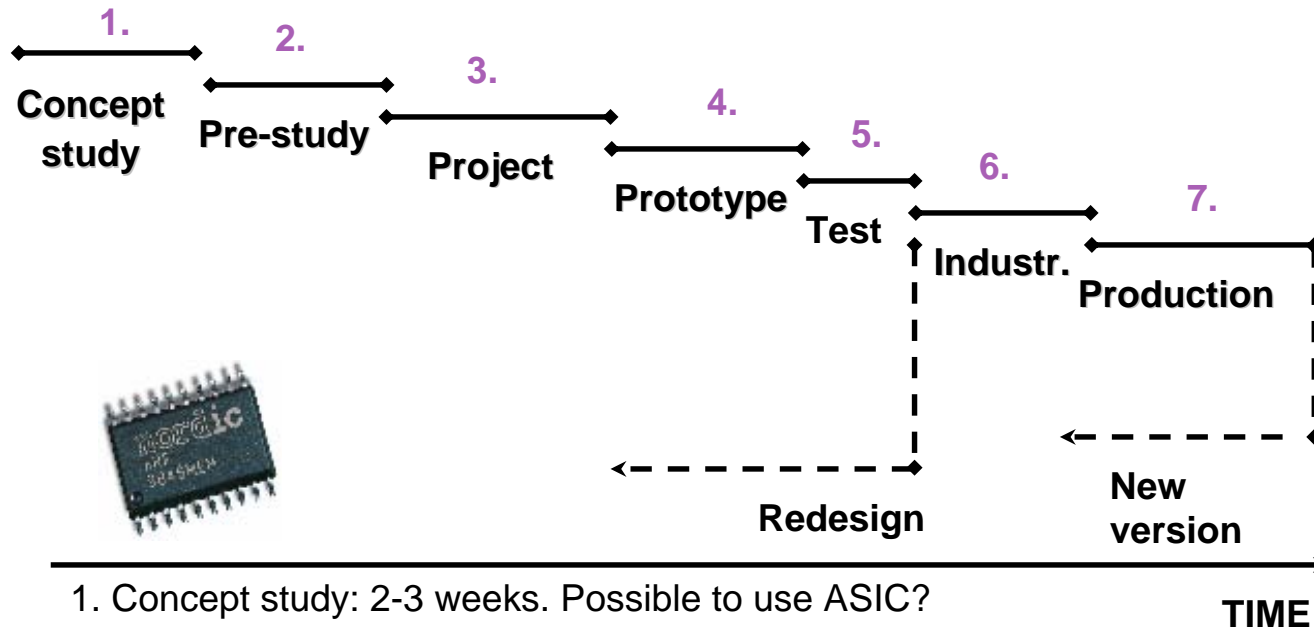 1.
Concept
study
2.
Pre-study
3.
Project
4.
Prototype
5.
Test
6.
Industr.
7.
Production
nordic
Redesign
New
version
1. Concept study: 2-3 weeks. Possible to use ASIC?
TIME